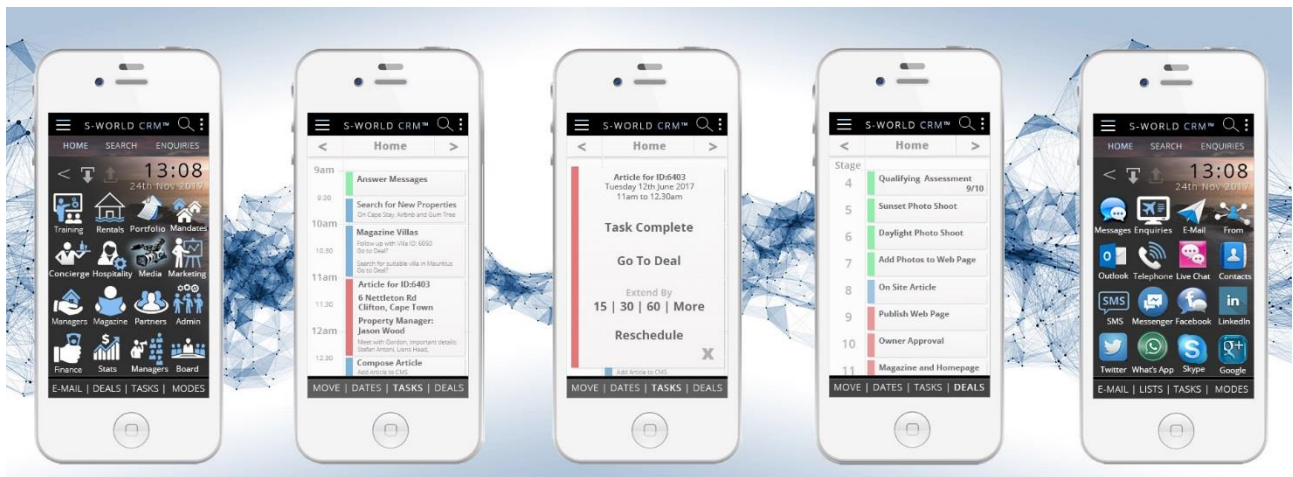 S-WORLD CRM™
HOME SEARCH ENQUIRIES
< 13:08
24th Nov 2017
Training Rentals Portfolio Mandates
Concierge Hospitality Media Marketing
Managers Magazine Partners Admin
Finance Stats Managers Board
E-MAIL | DEALS | TASKS | MODES
S-WORLD CRM™
< Home >
9am
Answer Messages
9.30
Search for New Properties
On Cape Stay, Airbnb and Gum Tree
10am
Magazine Villas
Follow up with Villa ID: 6050
Go to Deal?
10.30
Search for suitable villa in Mauritius
Go to Deal?
11am
Article for ID:6403
11.30
6 Nettleton Rd
Clifton, Cape Town
Property Manager:
12am
Jason Wood
Meet with Gordon, important details:
Stefan Antoni, Lions Head,
12.30
Compose Article
Add Article to CMS
MOVE | DATES | TASKS | DEALS
S-WORLD CRM™
< Home >
Article for ID:6403
Tuesday 12th June 2017
11am to 12.30am
Task Complete
Go To Deal
Extend By
15 | 30 | 60 | More
Reschedule
X
Add Article to CMS
MOVE | DATES | TASKS | DEALS
S-WORLD CRM™
< Home >
Stage
4 Qualifying Assessment
9/10
5 Sunset Photo Shoot
6 Daylight Photo Shoot
7 Add Photos to Web Page
8 On Site Article
9 Publish Web Page
10 Owner Approval
11 Magazine and Homepage
MOVE | DATES | TASKS | DEALS
S-WORLD CRM™
HOME SEARCH ENQUIRIES
< 13:08
24th Nov 2017
Messages Enquiries E-Mail From
Outlook Telephone Live Chat Contacts
SMS
in
SMS Messenger Facebook LinkedIn
S g+
Twitter What's App Skype Google
E-MAIL | LISTS | TASKS | MODES